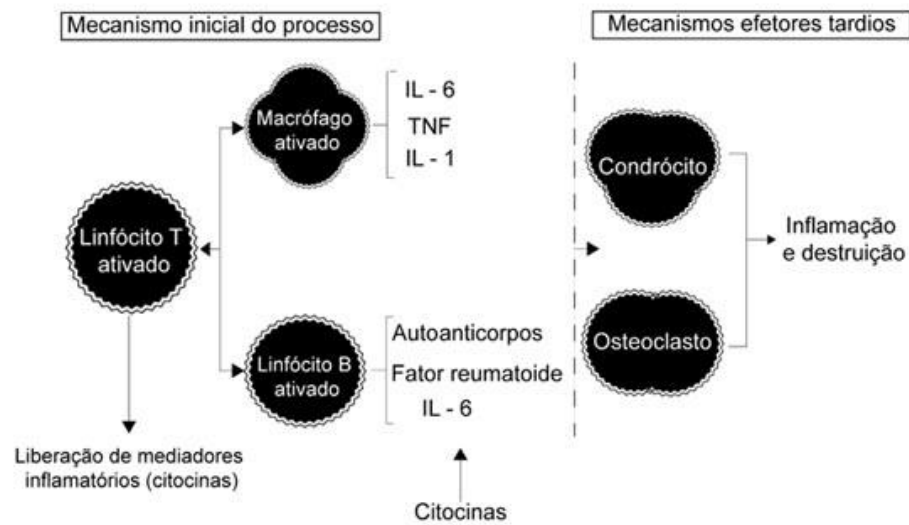 Mecanismo inicial do processo
Mecanismos efetores tardios
Macrófago
ativado
IL - 6
TNF
IL - 1
Linfócito T
ativado
Linfócito B
ativado
Autoanticorpos
Fator reumatoide
IL - 6
Liberação de mediadores
inflamatórios (citocinas)
Citocinas
Condrócito
Osteoclasto
Inflamação
e destruição